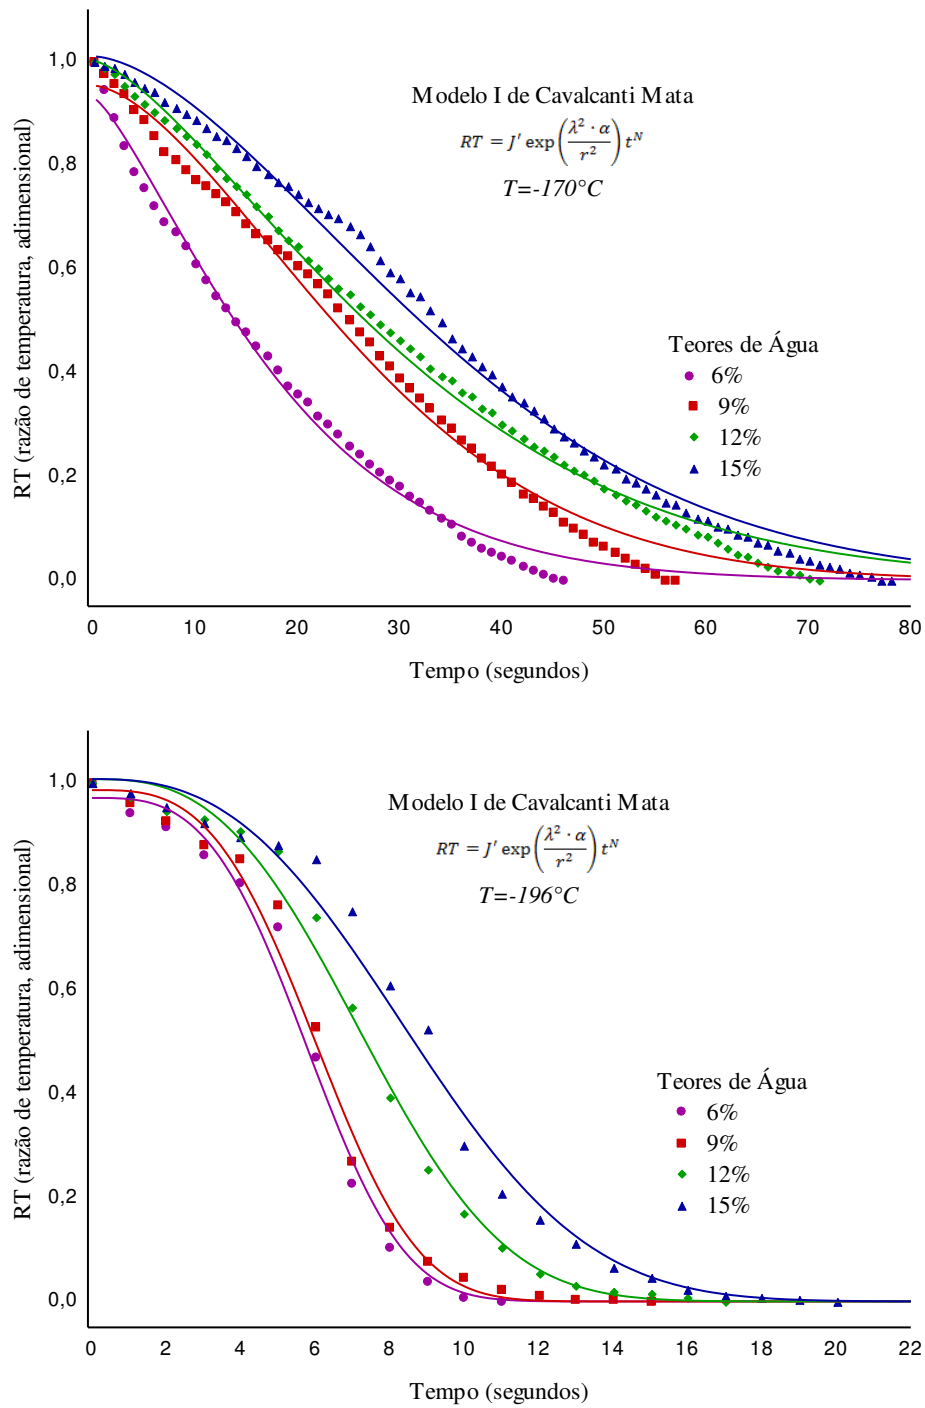 Modelo I de Cavalcanti Mata
RT = J′ exp(λ² · α / r²) t^N
T=-170°C
RT (razão de temperatura, adimensional)
1,0
0,8
0,6
0,4
0,2
0,0
Teores de Água
6%
9%
12%
15%
0 10 20 30 40 50 60 70 80
Tempo (segundos)
Modelo I de Cavalcanti Mata
RT = J′ exp(λ² · α / r²) t^N
T=-196°C
RT (razão de temperatura, adimensional)
1,0
0,8
0,6
0,4
0,2
0,0
Teores de Água
6%
9%
12%
15%
0 2 4 6 8 10 12 14 16 18 20 22
Tempo (segundos)